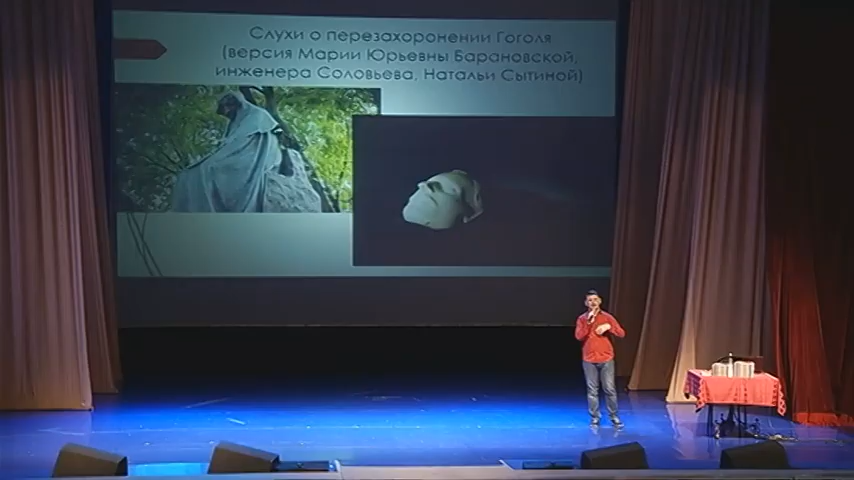 Слухи о перезахоронении Гоголя
(версия Марии Юрьевны Барановской,
инженера Соловьева, Натальи Сытиной)